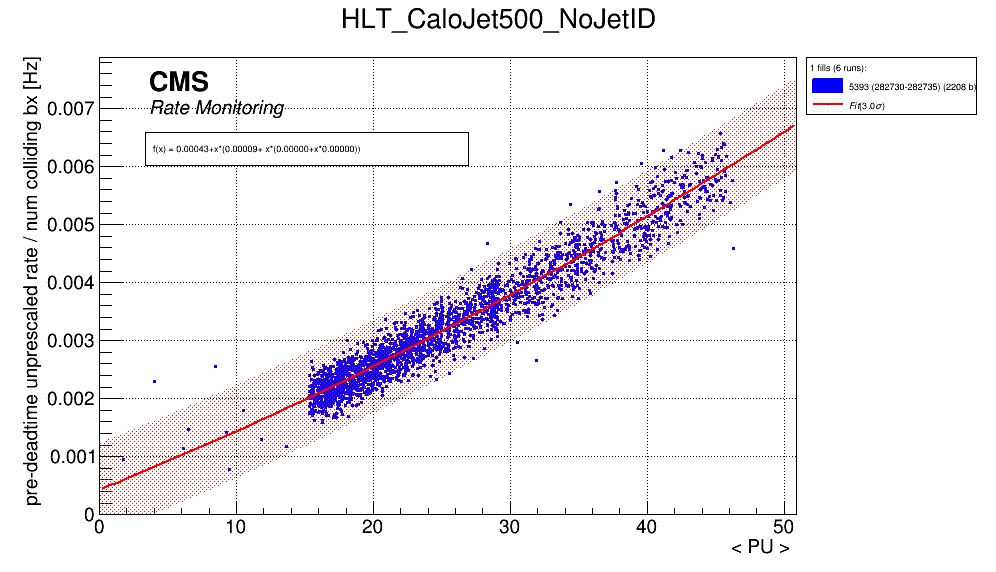 HLT_CaloJet500_NoJetID
pre-deadtime unprescaled rate / num colliding bx [Hz]
CMS
Rate Monitoring
f(x) = 0.00043+x*(0.00009+ x*(0.00000+x*0.00000))
1 fills (6 runs):
5393 (282730-282735) (2208 b)
Fit(3.0σ)
0.007
0.006
0.005
0.004
0.003
0.002
0.001
0
0 10 20 30 40 50
< PU >